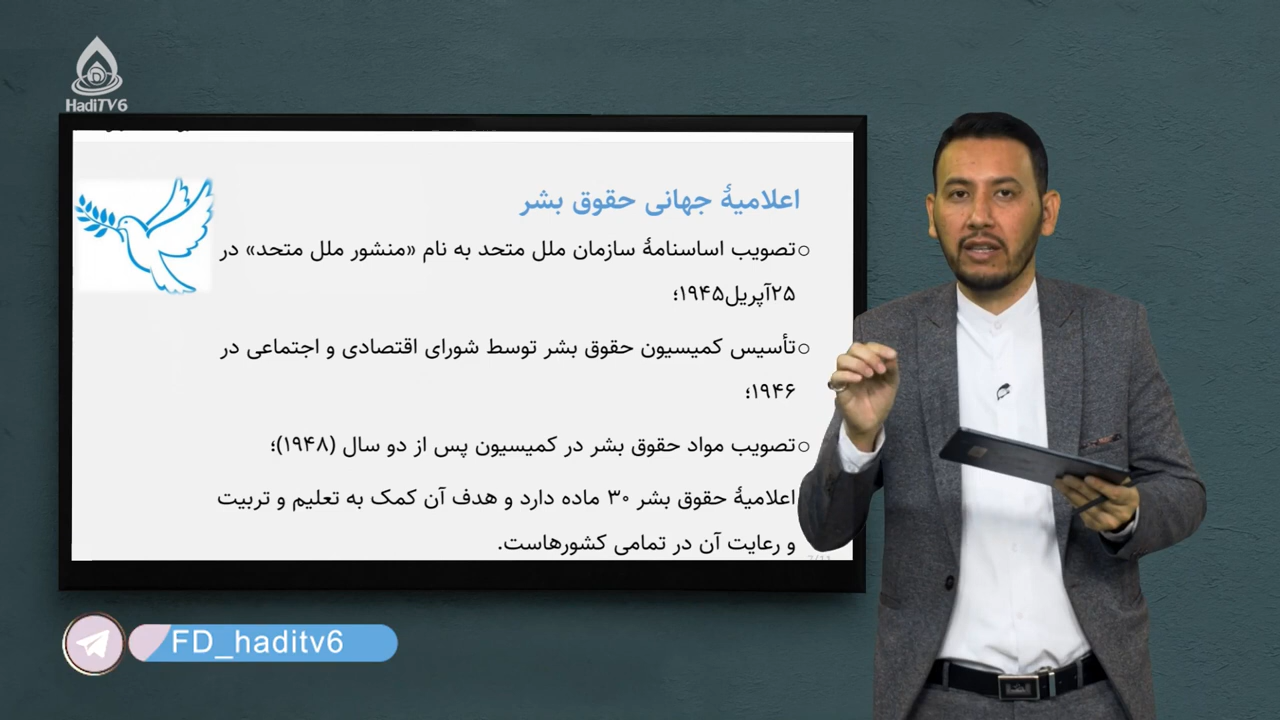 HadiTV6
اعلامیهٔ جهانی حقوق بشر
تصویب اساسنامهٔ سازمان ملل متحد به نام «منشور ملل متحد» در
۲۵آپریل۱۹۴۵؛
تأسیس کمیسیون حقوق بشر توسط شورای اقتصادی و اجتماعی در
۱۹۴۶؛
تصویب مواد حقوق بشر در کمیسیون پس از دو سال (۱۹۴۸)؛
اعلامیهٔ حقوق بشر ۳۰ ماده دارد و هدف آن کمک به تعلیم و تربیت
و رعایت آن در تمامی کشورهاست.
FD_haditv6